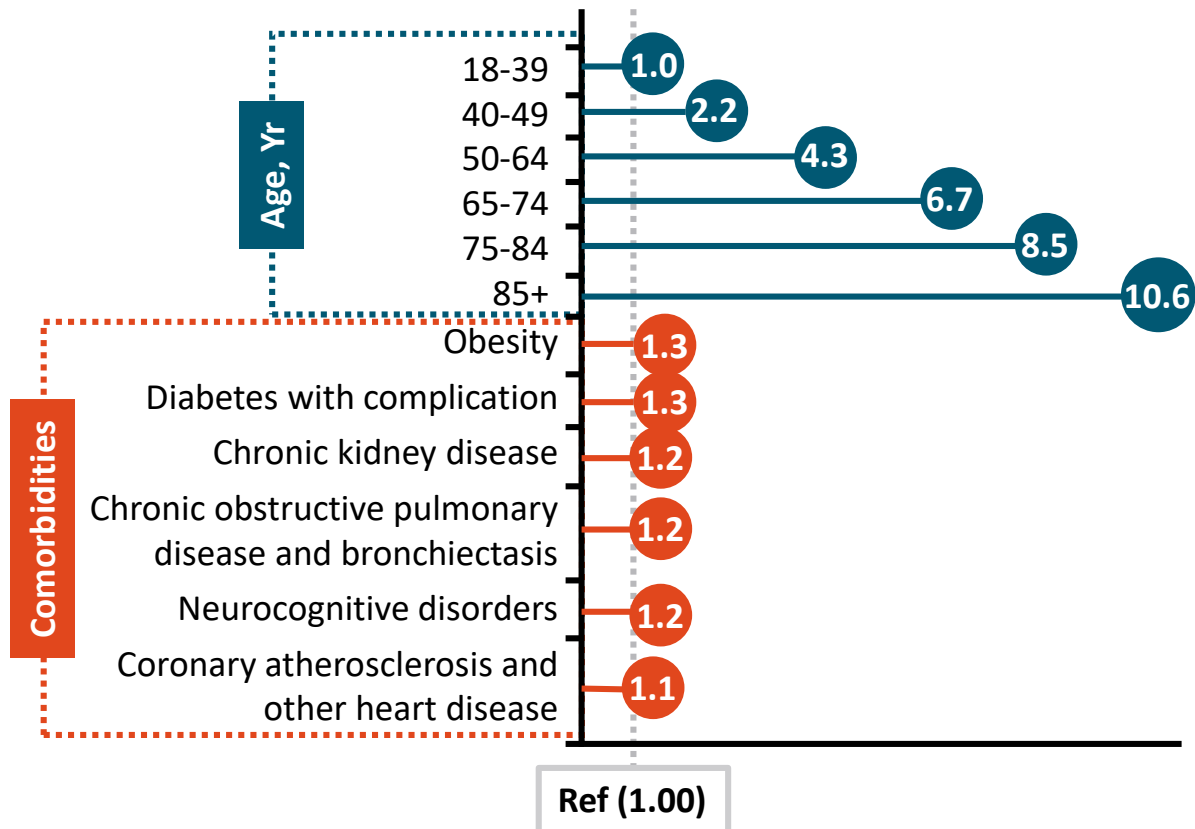 Age, Yr
18-39
1.0
40-49
2.2
50-64
4.3
65-74
6.7
75-84
8.5
85+
10.6
Comorbidities
Obesity
1.3
Diabetes with complication
1.3
Chronic kidney disease
1.2
Chronic obstructive pulmonary
disease and bronchiectasis
1.2
Neurocognitive disorders
1.2
Coronary atherosclerosis and
other heart disease
1.1
Ref (1.00)